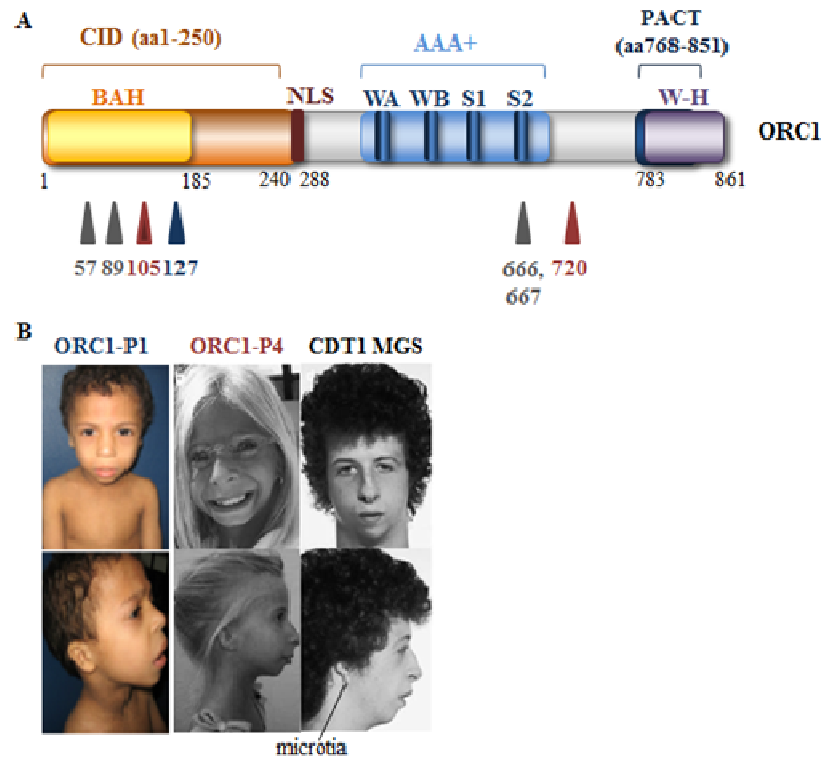 A
CID (aa1-250)
AAA+
PACT
(aa768-851)
BAH
NLS
WA WB S1 S2
W-H
ORC1
1 185 240 288 783 861
57 89 105 127 666, 720
667
B
ORC1-P1 ORC1-P4 CDT1 MGS
microtia